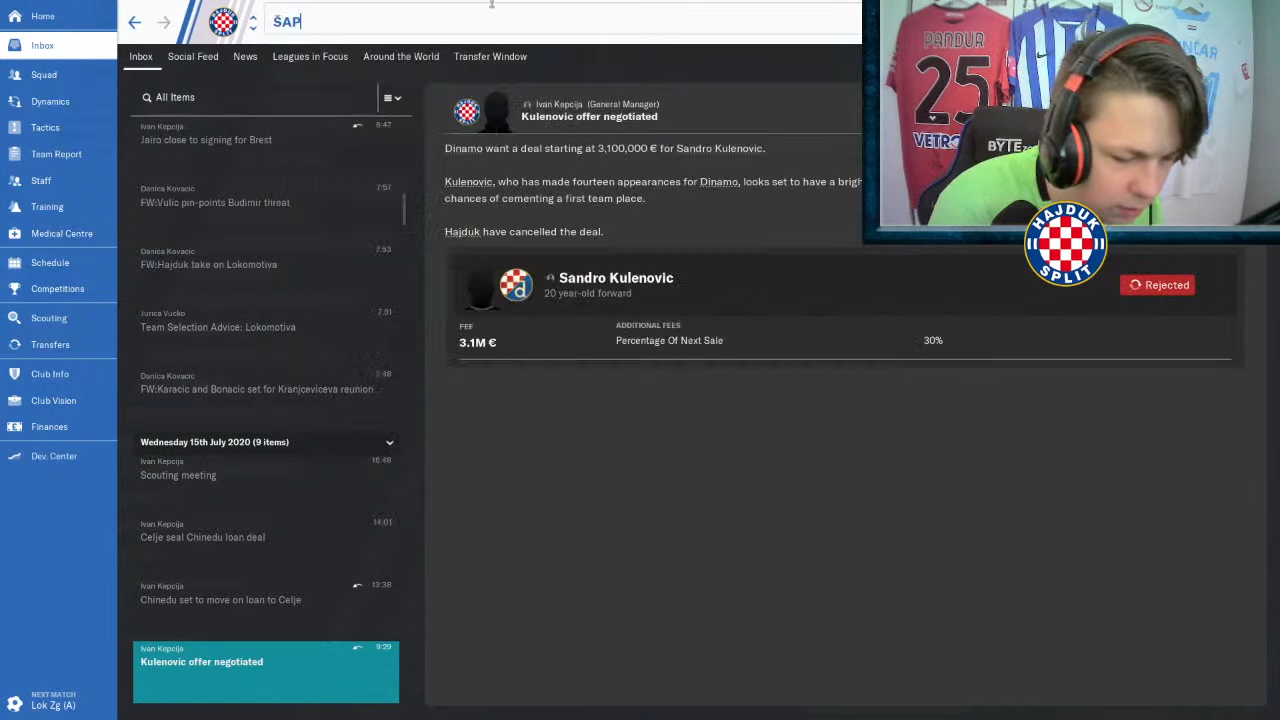 Home
Inbox
Squad
Dynamics
Tactics
Team Report
Staff
Training
Medical Centre
Schedule
Competitions
Scouting
Transfers
Club Info
Club Vision
Finances
Dev. Center
NEXT MATCH
Lok Zg (A)
ŠAP
Inbox Social Feed News Leagues in Focus Around the World Transfer Window
All Items
Ivan Kepcija 8:47
Jairo close to signing for Brest
Danica Kovacic 7:57
FW:Vulic pin-points Budimir threat
Danica Kovacic 7:53
FW:Hajduk take on Lokomotiva
Jurica Vucko 7:51
Team Selection Advice: Lokomotiva
Danica Kovacic
FW:Karacic and Bonacic set for Kranjceviceva reunion
Wednesday 15th July 2020 (9 items)
Ivan Kepcija 16:48
Scouting meeting
Ivan Kepcija 14:01
Celje seal Chinedu loan deal
Ivan Kepcija 13:38
Chinedu set to move on loan to Celje
Ivan Kepcija 9:29
Kulenovic offer negotiated
Ivan Kepcija (General Manager)
Kulenovic offer negotiated
Dinamo want a deal starting at 3,100,000 € for Sandro Kulenovic.
Kulenovic, who has made fourteen appearances for Dinamo, looks set to have a brigh
chances of cementing a first team place.
Hajduk have cancelled the deal.
Sandro Kulenovic
20 year-old forward
Rejected
FEE
3.1M €
ADDITIONAL FEES
Percentage Of Next Sale 30%
PANDUR
25
VETRO
BYTE
HAJDUK
SPLIT